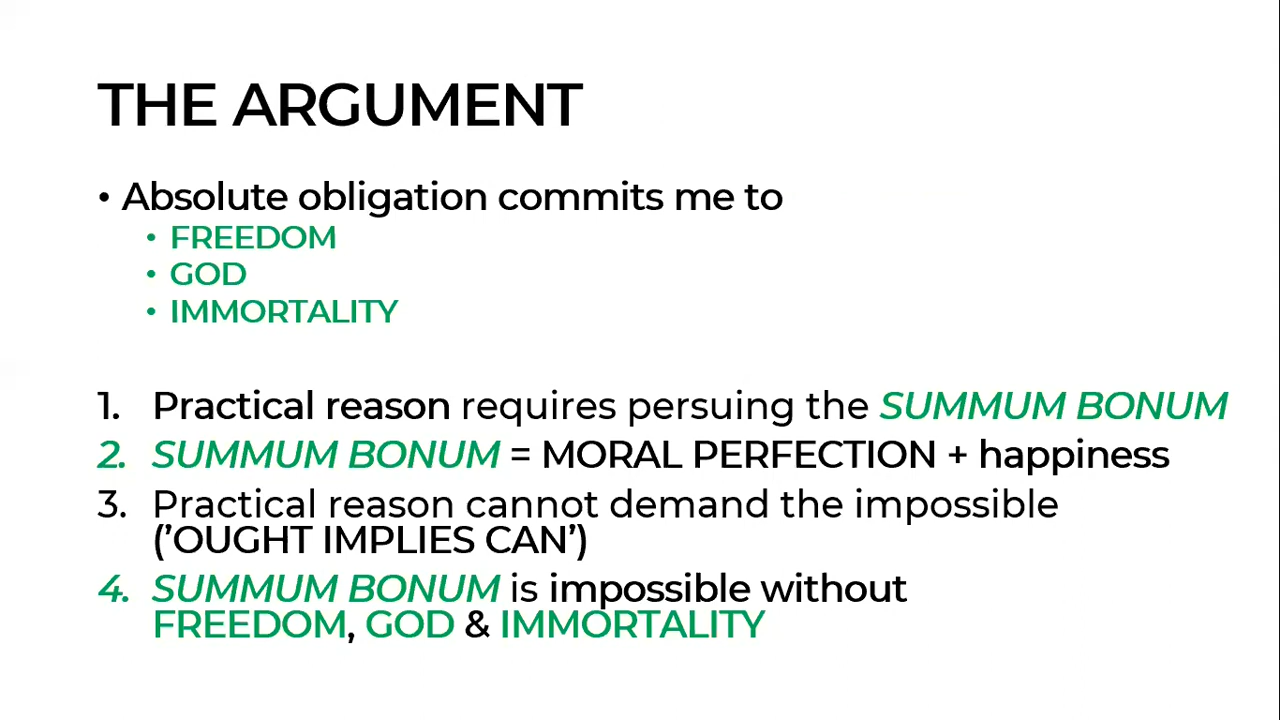 THE ARGUMENT
• Absolute obligation commits me to
• FREEDOM
• GOD
• IMMORTALITY
1. Practical reason requires persuing the SUMMUM BONUM
2. SUMMUM BONUM = MORAL PERFECTION + happiness
3. Practical reason cannot demand the impossible
(’OUGHT IMPLIES CAN’)
4. SUMMUM BONUM is impossible without
FREEDOM, GOD & IMMORTALITY